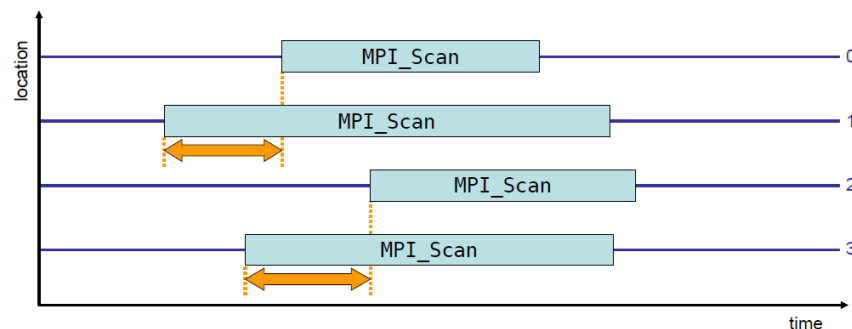 location
MPI_Scan
0
MPI_Scan
1
MPI_Scan
2
MPI_Scan
3
time